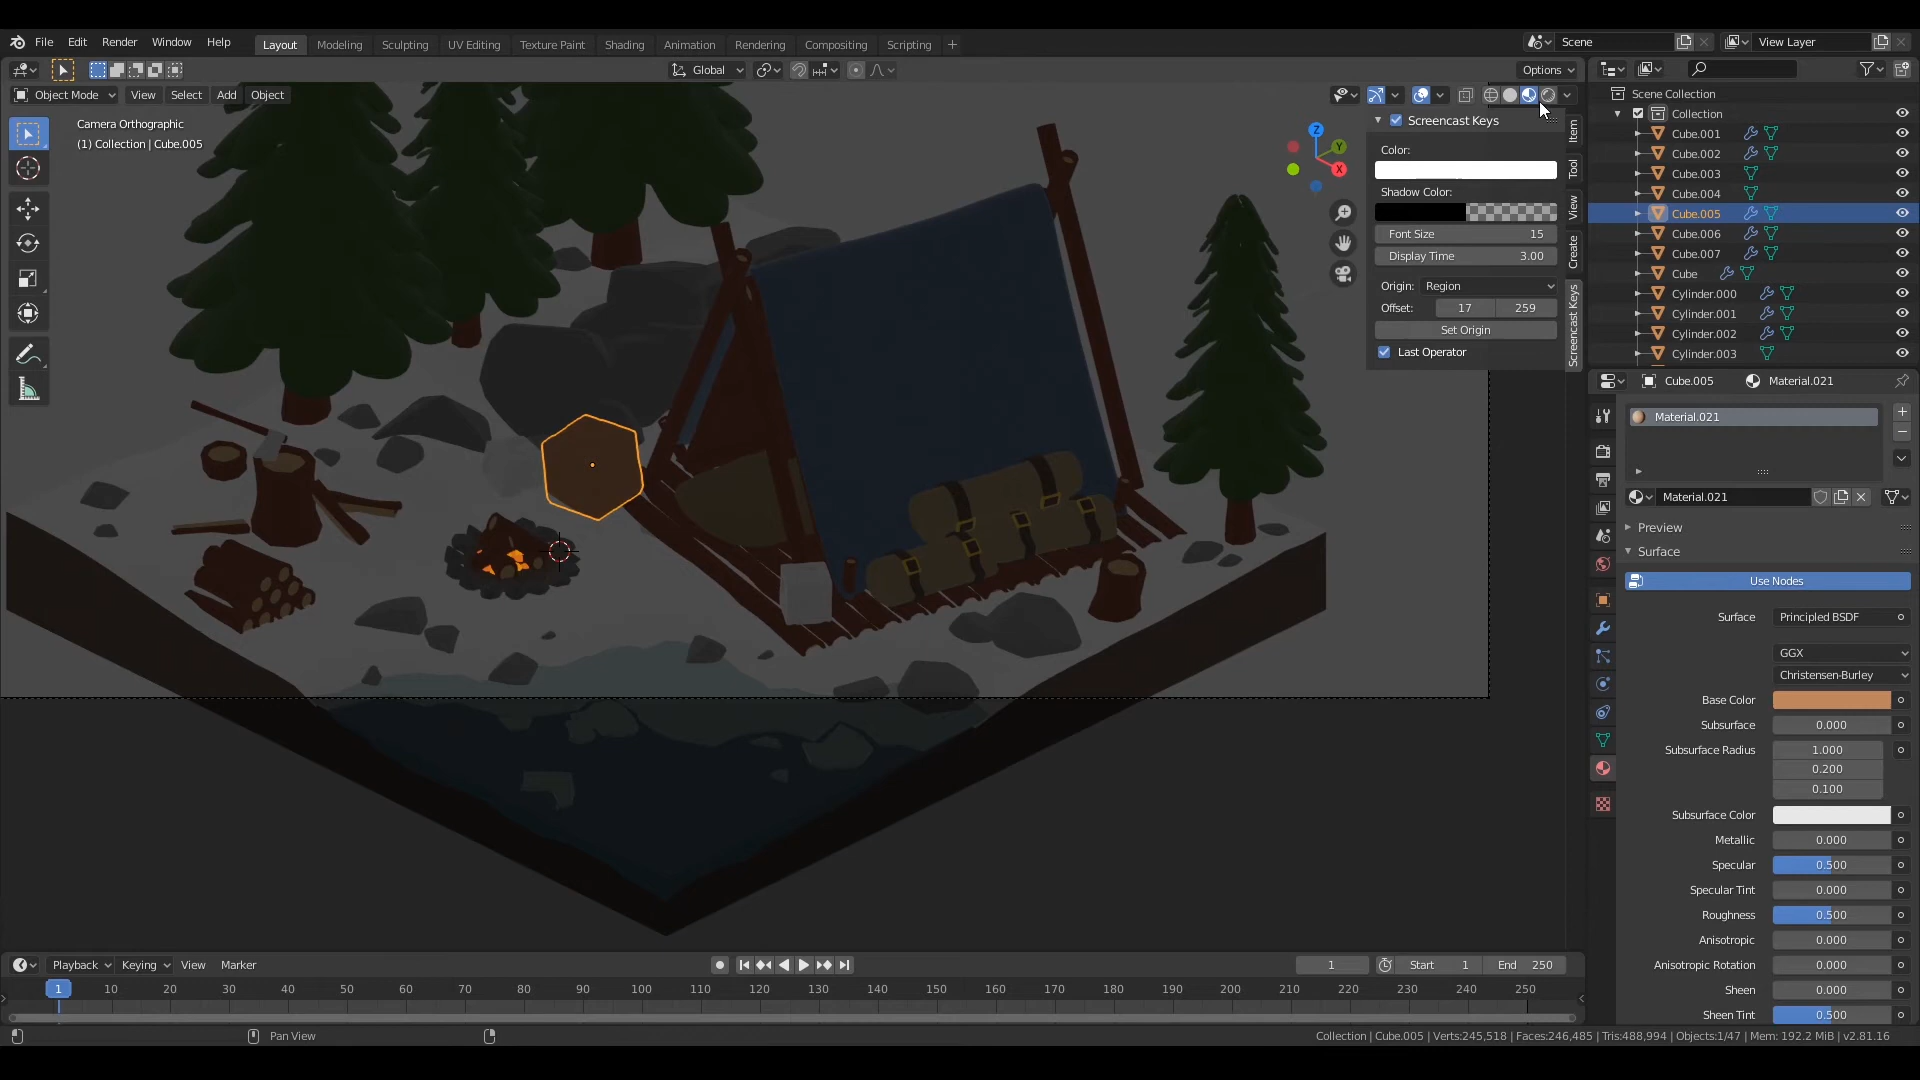 File Edit Render Window Help Layout Modeling Sculpting UV Editing Texture Paint Shading Animation Rendering Compositing Scripting + Scene View Layer
Global Options
Object Mode View Select Add Object
Camera Orthographic
(1) Collection | Cube.005
Z
Y
X
Screencast Keys
Color:
Shadow Color:
Font Size 15
Display Time 3.00
Origin: Region
Offset: 17 259
Set Origin
Last Operator
Item
Tool
View
Create
Screencast Keys
Scene Collection
Collection
Cube.001
Cube.002
Cube.003
Cube.004
Cube.005
Cube.006
Cube.007
Cube
Cylinder.000
Cylinder.001
Cylinder.002
Cylinder.003
Cube.005 Material.021
Material.021
Material.021
Preview
Surface
Use Nodes
Surface Principled BSDF
GGX
Christensen-Burley
Base Color
Subsurface 0.000
Subsurface Radius 1.000
0.200
0.100
Subsurface Color
Metallic 0.000
Specular 0.500
Specular Tint 0.000
Roughness 0.500
Anisotropic 0.000
Anisotropic Rotation 0.000
Sheen 0.000
Sheen Tint 0.500
Playback Keying View Marker 1 Start 1 End 250
1 10 20 30 40 50 60 70 80 90 100 110 120 130 140 150 160 170 180 190 200 210 220 230 240 250
Pan View
Collection | Cube.005 | Verts:245,518 | Faces:246,485 | Tris:488,994 | Objects:1/47 | Mem: 192.2 MiB | v2.81.16